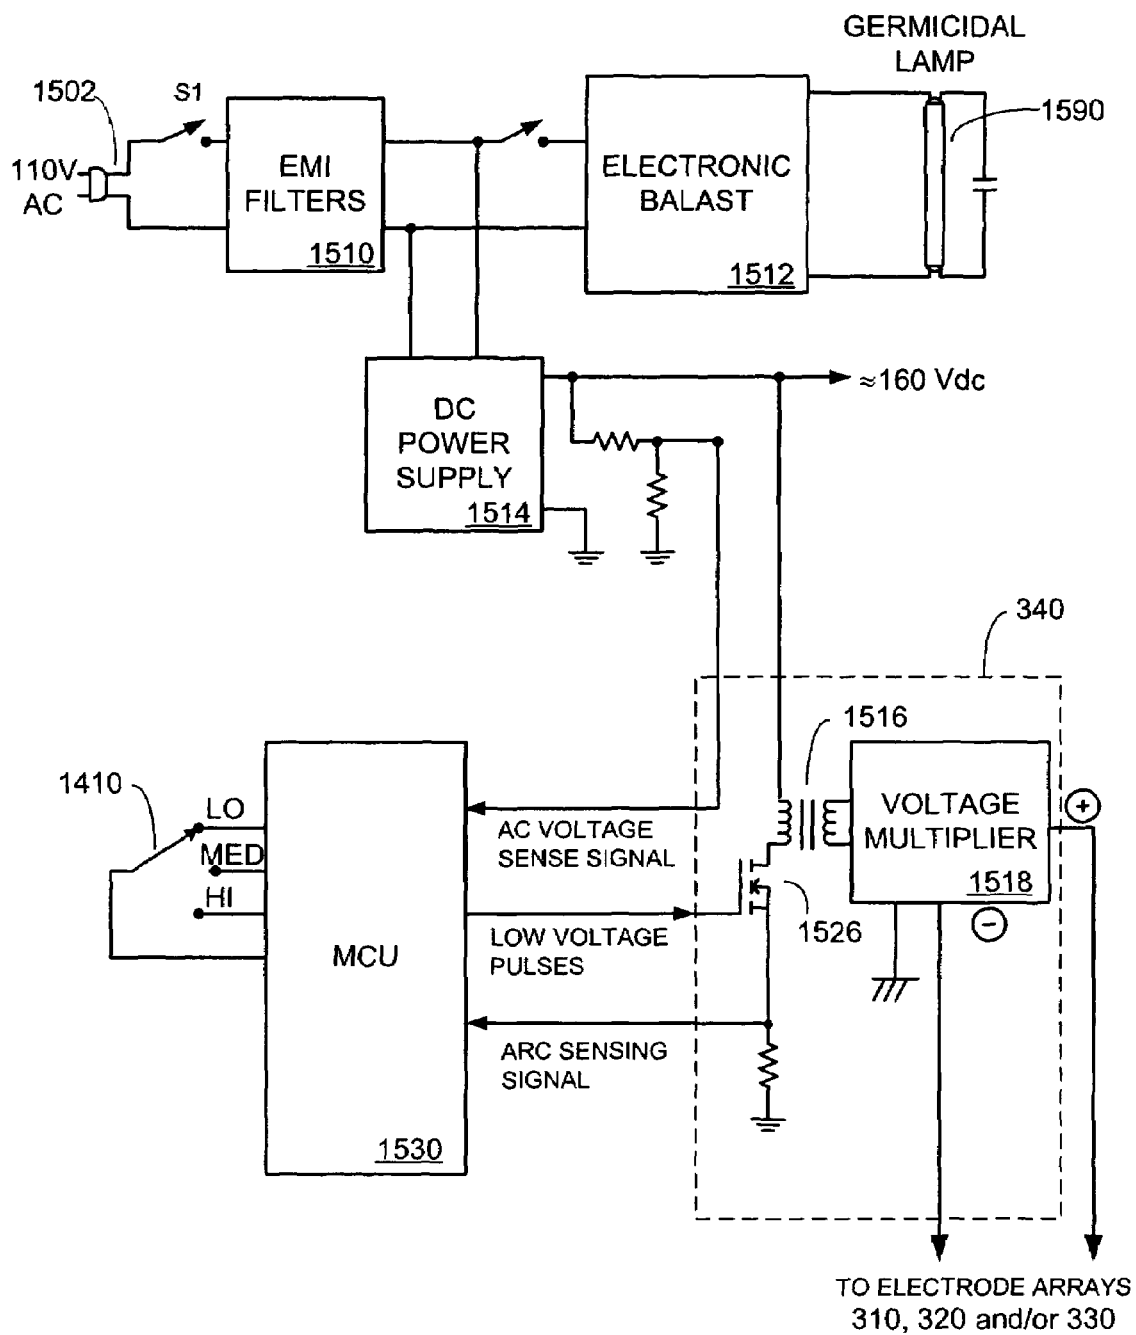 GERMICIDAL
LAMP
1502
S1
1590
110V
AC
EMI
FILTERS
1510
ELECTRONIC
BALAST
1512
≈160 Vdc
DC
POWER
SUPPLY
1514
340
1516
1410
LO
MED
HI
MCU
1530
AC VOLTAGE
SENSE SIGNAL
LOW VOLTAGE
PULSES
ARC SENSING
SIGNAL
1526
VOLTAGE
MULTIPLIER
1518
+
−
TO ELECTRODE ARRAYS
310, 320 and/or 330